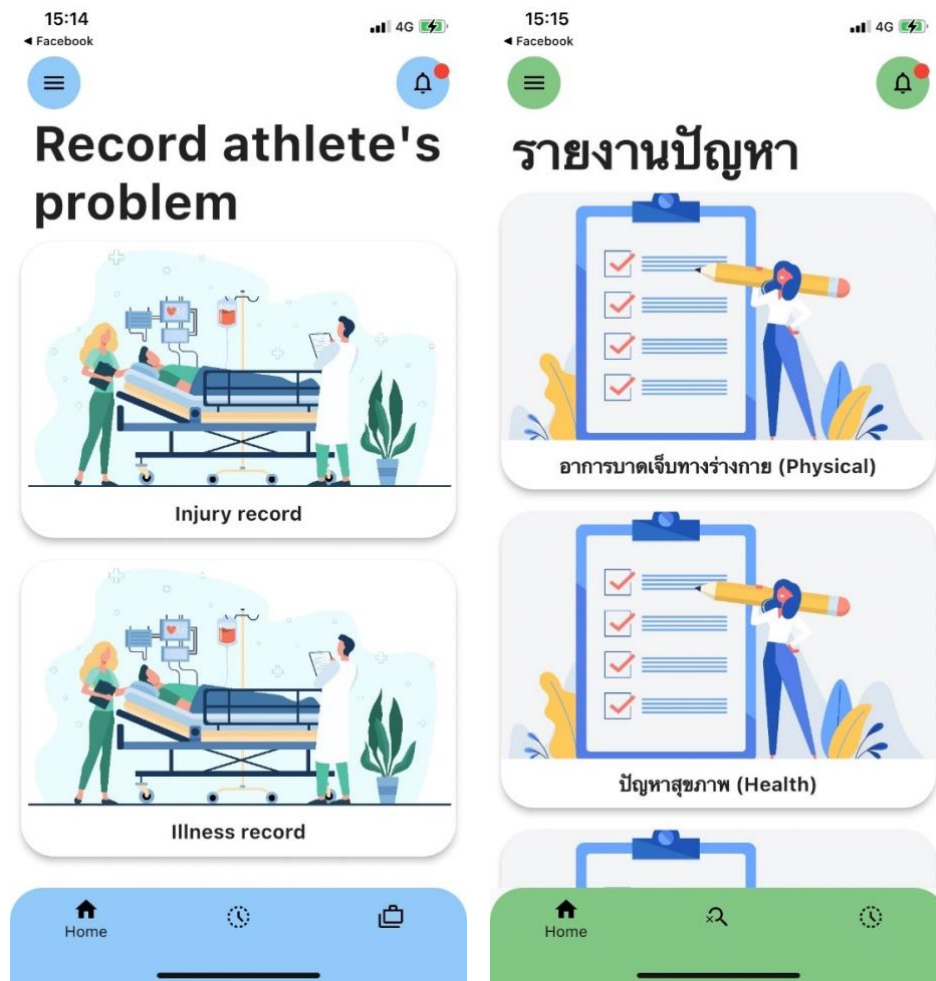 15:14
4G
◀ Facebook
Record athlete's
problem
Injury record
Illness record
Home
15:15
4G
◀ Facebook
รายงานปัญหา
อาการบาดเจ็บทางร่างกาย (Physical)
ปัญหาสุขภาพ (Health)
Home